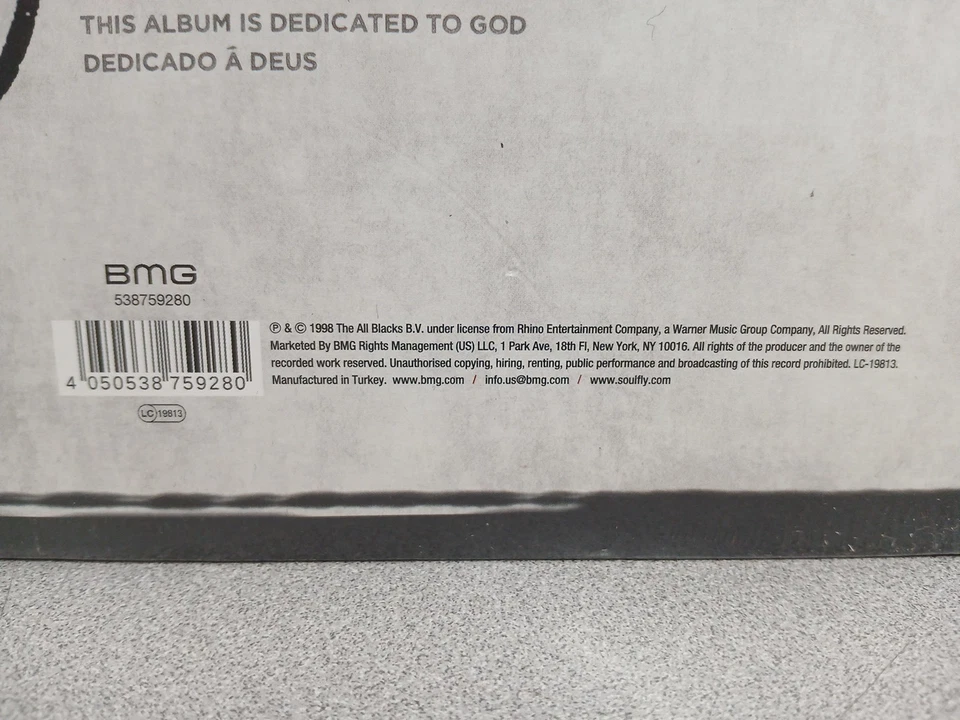 THIS ALBUM IS DEDICATED TO GOD
DEDICADO Â DEUS
BMG
538759280
4 050538 759280
LC 19813
℗ & © 1998 The All Blacks B.V. under license from Rhino Entertainment Company, a Warner Music Group Company, All Rights Reserved.
Marketed By BMG Rights Management (US) LLC, 1 Park Ave, 18th Fl, New York, NY 10016. All rights of the producer and the owner of the
recorded work reserved. Unauthorised copying, hiring, renting, public performance and broadcasting of this record prohibited. LC-19813.
Manufactured in Turkey. www.bmg.com / info.us@bmg.com / www.soulfly.com